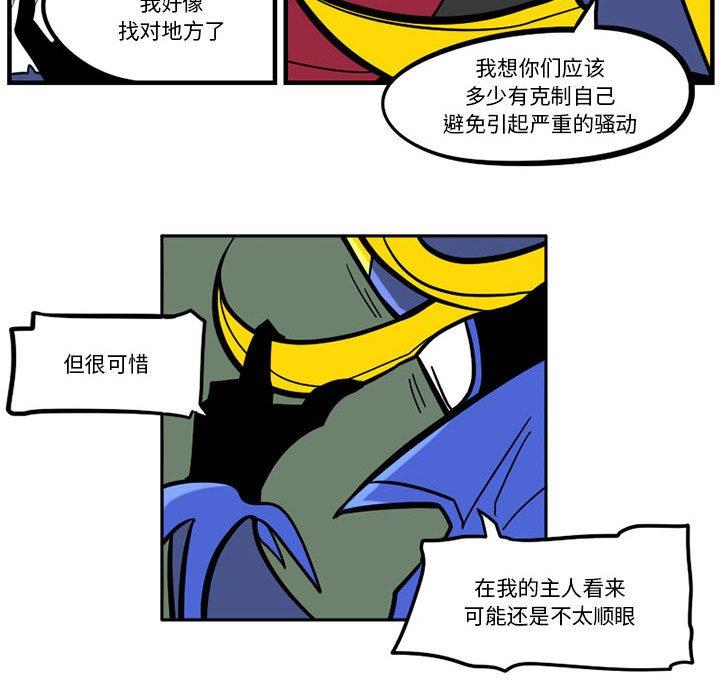 我好像
找对地方了
我想你们应该
多少有克制自己
避免引起严重的骚动
但很可惜
在我的主人看来
可能还是不太顺眼